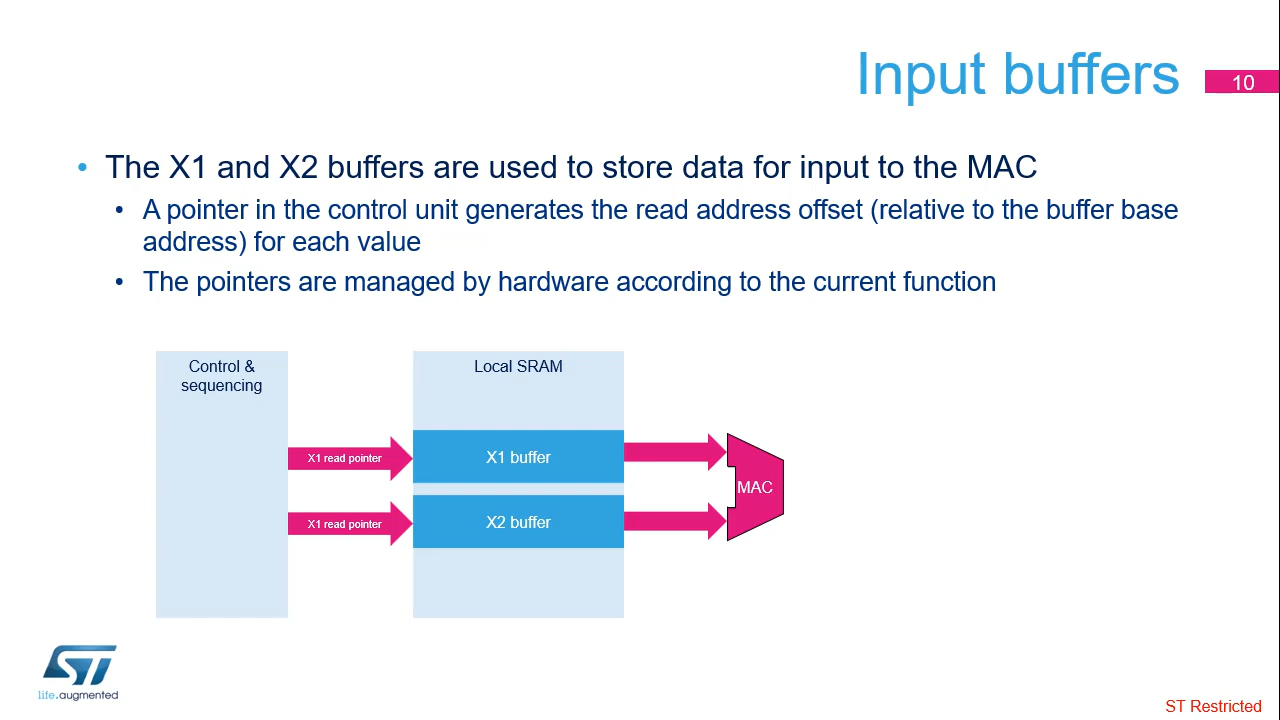 Input buffers
10
• The X1 and X2 buffers are used to store data for input to the MAC
• A pointer in the control unit generates the read address offset (relative to the buffer base
address) for each value
• The pointers are managed by hardware according to the current function
Control &
sequencing
Local SRAM
X1 read pointer
X1 buffer
MAC
X1 read pointer
X2 buffer
ST
life.augmented
ST Restricted